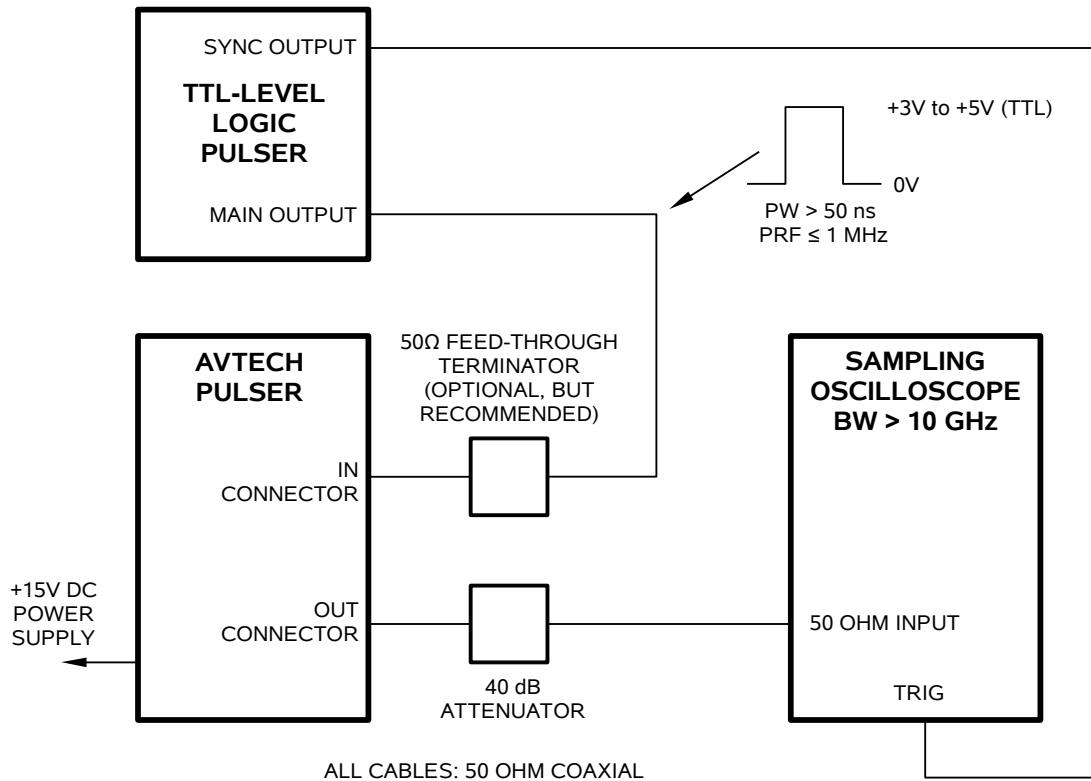 SYNC OUTPUT
TTL-LEVEL
LOGIC
PULSER
MAIN OUTPUT
+3V to +5V (TTL)
0V
PW > 50 ns
PRF ≤ 1 MHz
AVTECH
PULSER
50Ω FEED-THROUGH
TERMINATOR
(OPTIONAL, BUT
RECOMMENDED)
SAMPLING
OSCILLOSCOPE
BW > 10 GHz
IN
CONNECTOR
+15V DC
POWER
SUPPLY
OUT
CONNECTOR
50 OHM INPUT
40 dB
ATTENUATOR
TRIG
ALL CABLES: 50 OHM COAXIAL